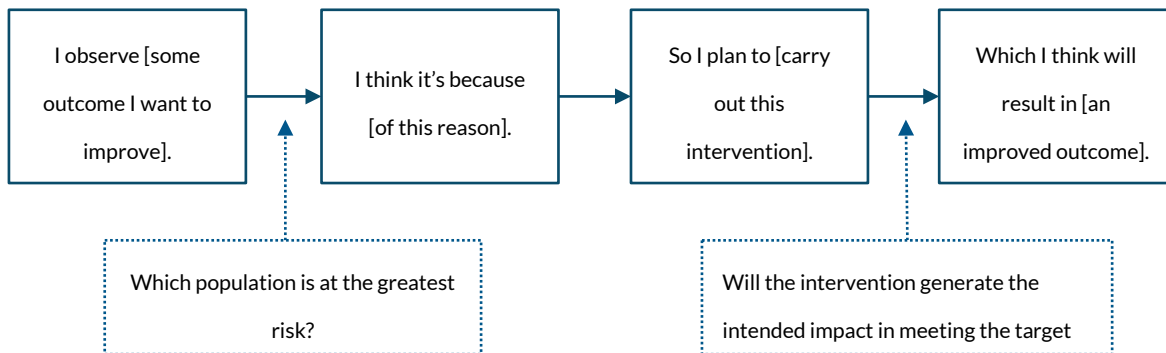 I observe [some
outcome I want to
improve].
I think it’s because
[of this reason].
So I plan to [carry
out this
intervention].
Which I think will
result in [an
improved outcome].
Which population is at the greatest
risk?
Will the intervention generate the
intended impact in meeting the target